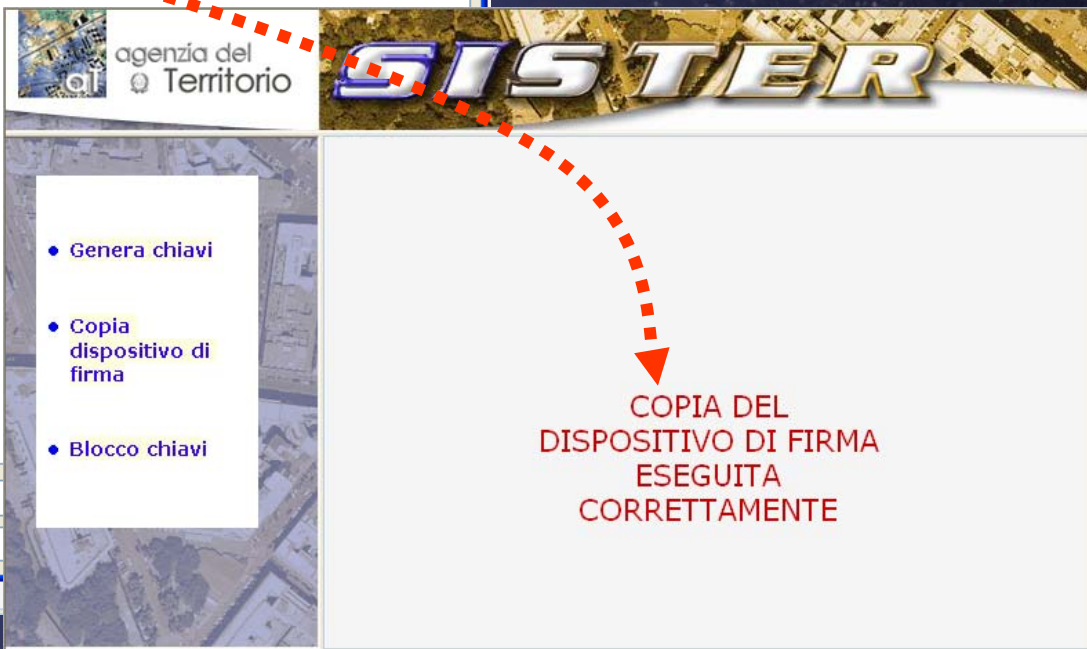 agenzia del
Territorio
aT
SISTER
Genera chiavi
Copia
dispositivo di
firma
Blocco chiavi
COPIA DEL
DISPOSITIVO DI FIRMA
ESEGUITA
CORRETTAMENTE